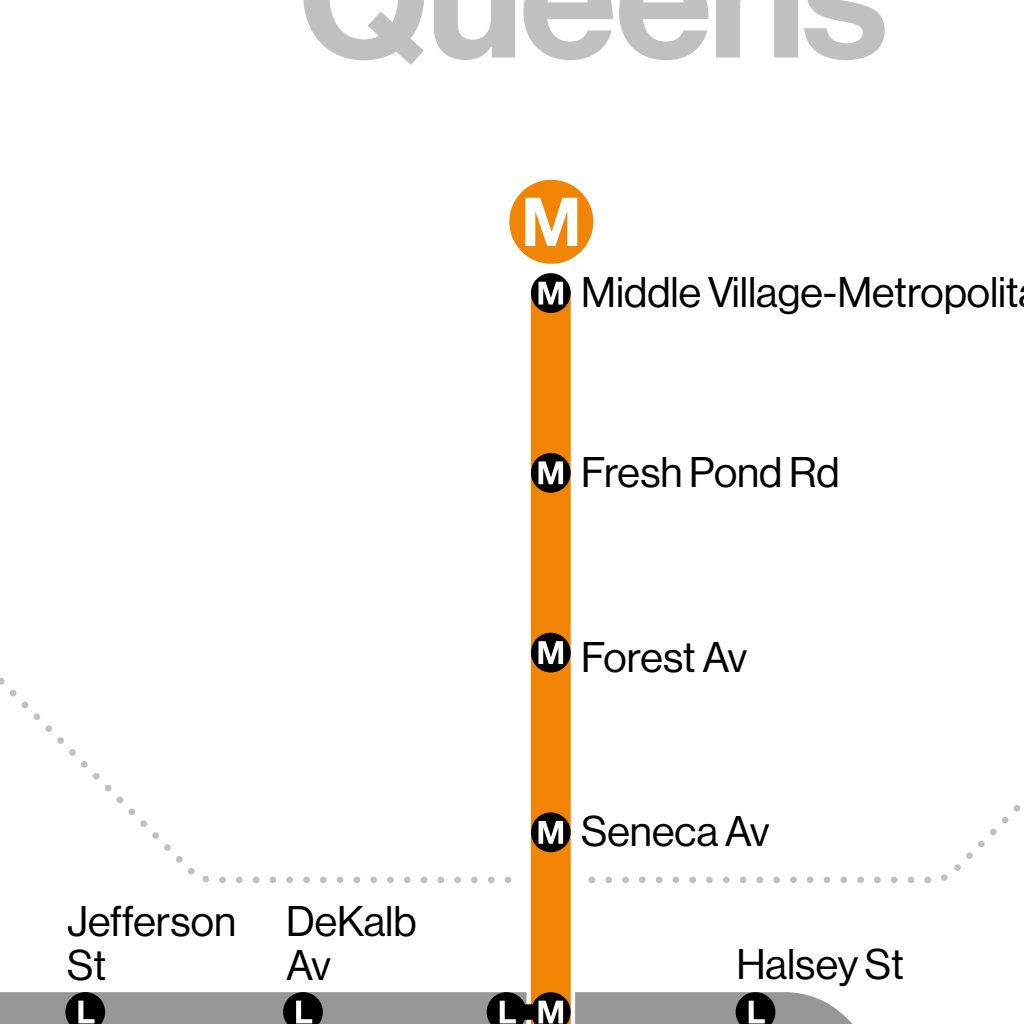 Queens
M
M Middle Village-Metropolita
M Fresh Pond Rd
M Forest Av
M Seneca Av
Jefferson
St
DeKalb
Av
Halsey St
L
L
L M
L